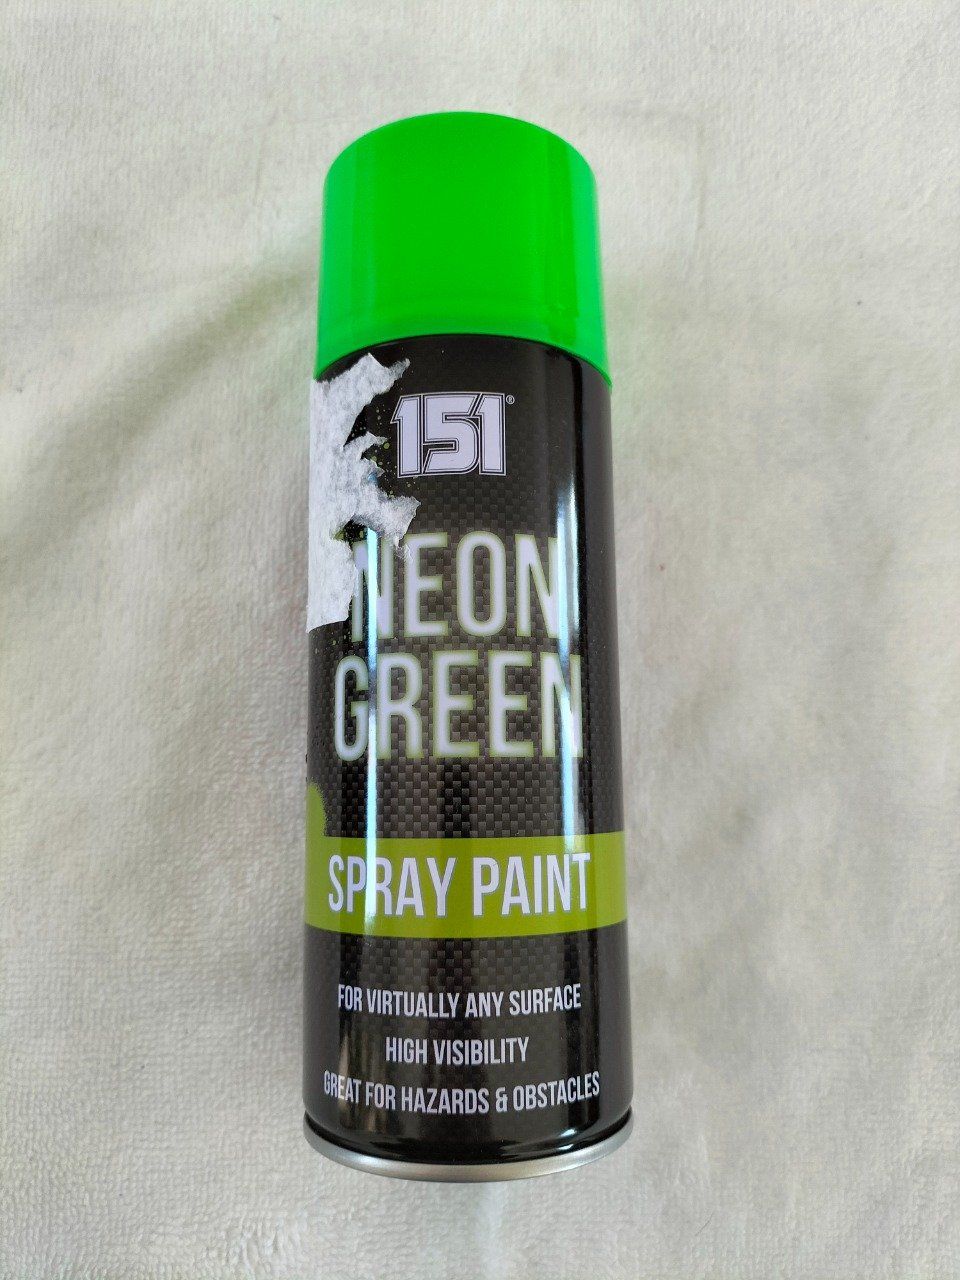 151®
NEON
GREEN
SPRAY PAINT
FOR VIRTUALLY ANY SURFACE
HIGH VISIBILITY
GREAT FOR HAZARDS & OBSTACLES